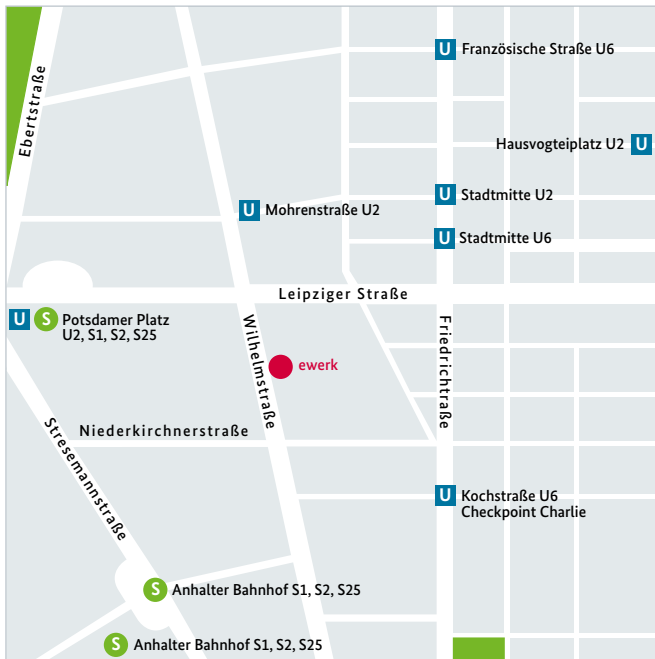 U Französische Straße U6
Ebertstraße
Hausvogteiplatz U2 U
U Stadtmitte U2
U Mohrenstraße U2
U Stadtmitte U6
Leipziger Straße
U S Potsdamer Platz
U2, S1, S2, S25
Wilhelmstraße
Friedrichtraße
ewerk
Niederkirchnerstraße
Stresemannstraße
U Kochstraße U6
Checkpoint Charlie
S Anhalter Bahnhof S1, S2, S25
S Anhalter Bahnhof S1, S2, S25